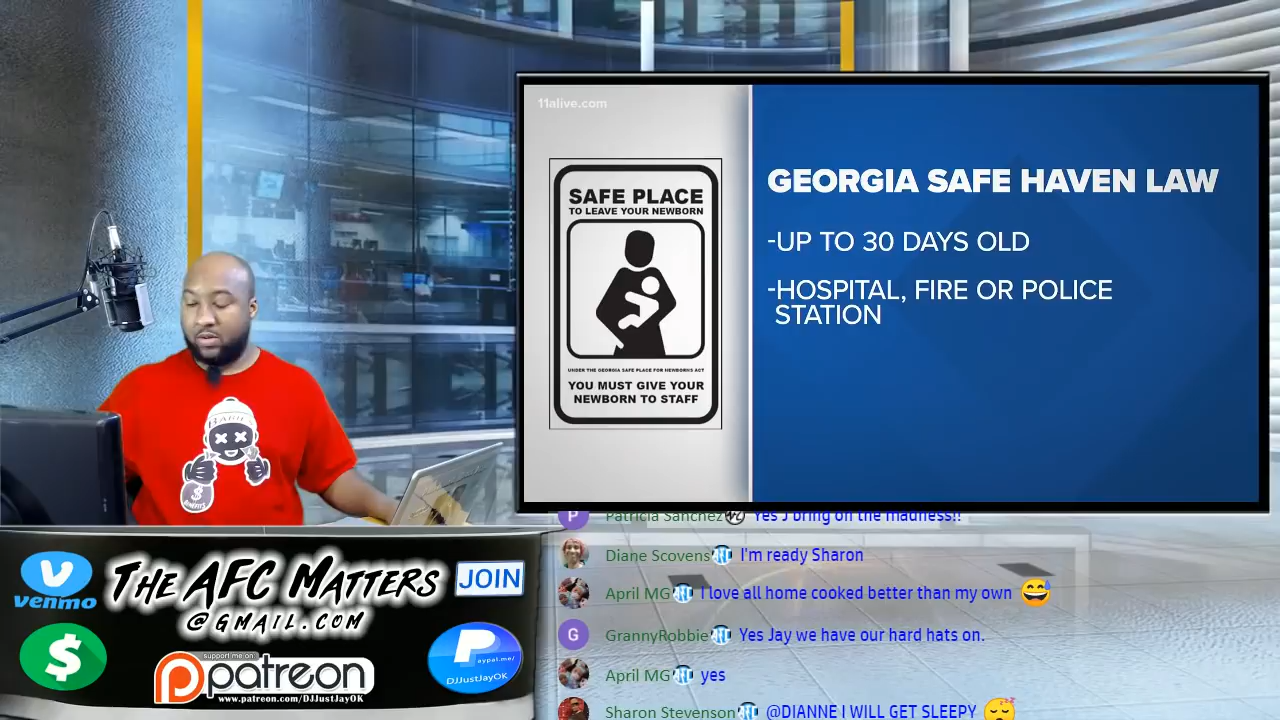 11alive.com
SAFE PLACE
TO LEAVE YOUR NEWBORN
UNDER THE GEORGIA SAFE PLACE FOR NEWBORNS ACT
YOU MUST GIVE YOUR
NEWBORN TO STAFF
GEORGIA SAFE HAVEN LAW
-UP TO 30 DAYS OLD
-HOSPITAL, FIRE OR POLICE
STATION
P Patricia Sanchez Yes J bring on the madness!!
Diane Scovens I'm ready Sharon
April MG I love all home cooked better than my own 😅
G GrannyRobbie Yes Jay we have our hard hats on.
April MG yes
Sharon Stevenson @DIANNE I WILL GET SLEEPY 😴
V
venmo
THE AFC MATTERS
@GMAIL.COM
JOIN
$
support me on
patreon
www.patreon.com/DJJustJayOK
Paypal.me/
DJJustJayOK